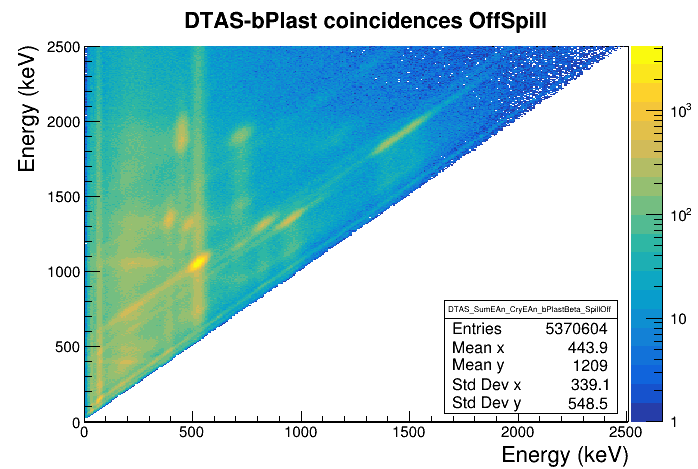 DTAS-bPlast coincidences OffSpill
Energy (keV)
2500
2000
1500
1000
500
0
0
500
1000
1500
2000
2500
Energy (keV)
10³
10²
10
1
DTAS_SumEAn_CryEAn_bPlastBeta_SpillOff
Entries 5370604
Mean x 443.9
Mean y 1209
Std Dev x 339.1
Std Dev y 548.5